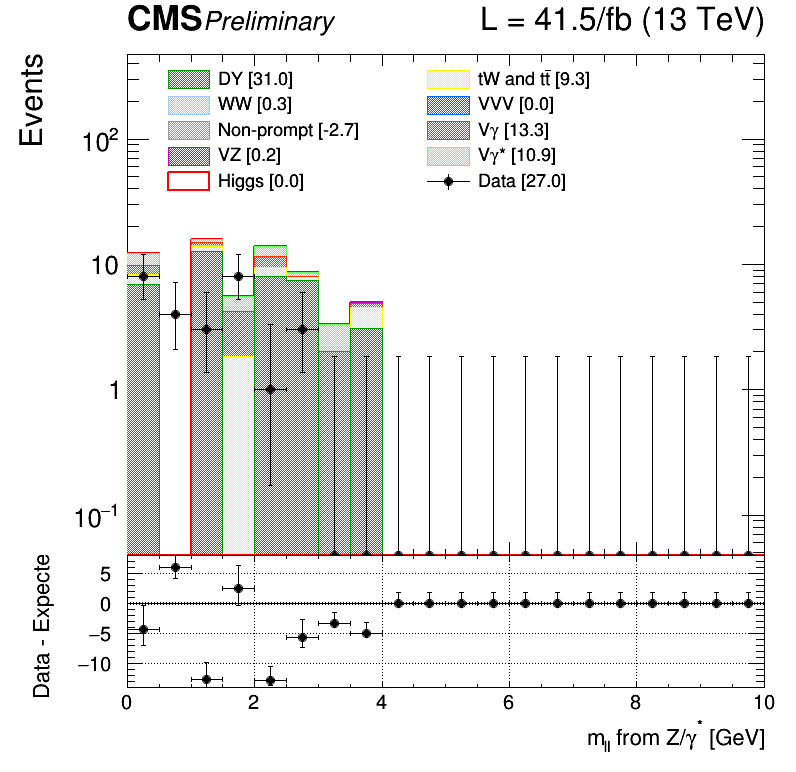 CMS Preliminary L = 41.5/fb (13 TeV)
Events
DY [31.0] tW and tt̄ [9.3]
WW [0.3] VVV [0.0]
Non-prompt [-2.7] Vγ [13.3]
VZ [0.2] Vγ* [10.9]
Higgs [0.0] Data [27.0]
10²
10
1
10⁻¹
Data - Expecte
5
0
−5
−10
0 2 4 6 8 10
m_ll from Z/γ* [GeV]